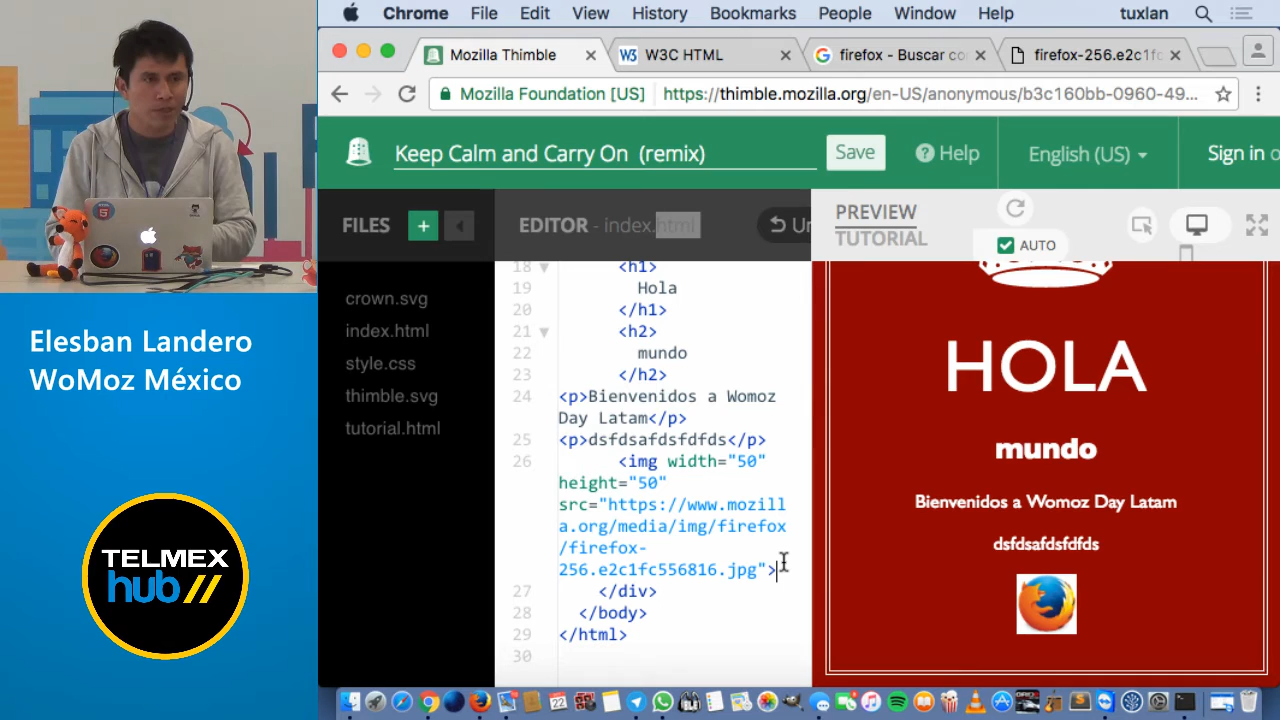 Chrome File Edit View History Bookmarks People Window Help tuxlan
Mozilla Thimble
W3C HTML
firefox - Buscar co
firefox-256.e2c1fc
Mozilla Foundation [US] https://thimble.mozilla.org/en-US/anonymous/b3c160bb-0960-49...
Keep Calm and Carry On (remix)
Save
Help
English (US)
Sign in o
FILES
EDITOR - index.html
Un
PREVIEW
TUTORIAL
AUTO
crown.svg
index.html
style.css
thimble.svg
tutorial.html
18 <h1>
19 Hola
20 </h1>
21 <h2>
22 mundo
23 </h2>
24 <p>Bienvenidos a Womoz
Day Latam</p>
25 <p>dsfdsafdsfdfds</p>
26 <img width="50"
height="50"
src="https://www.mozill
a.org/media/img/firefox
/firefox-
256.e2c1fc556816.jpg">
27 </div>
28 </body>
29 </html>
30
HOLA
mundo
Bienvenidos a Womoz Day Latam
dsfdsafdsfdfds
Elesban Landero
WoMoz México
TELMEX
hub